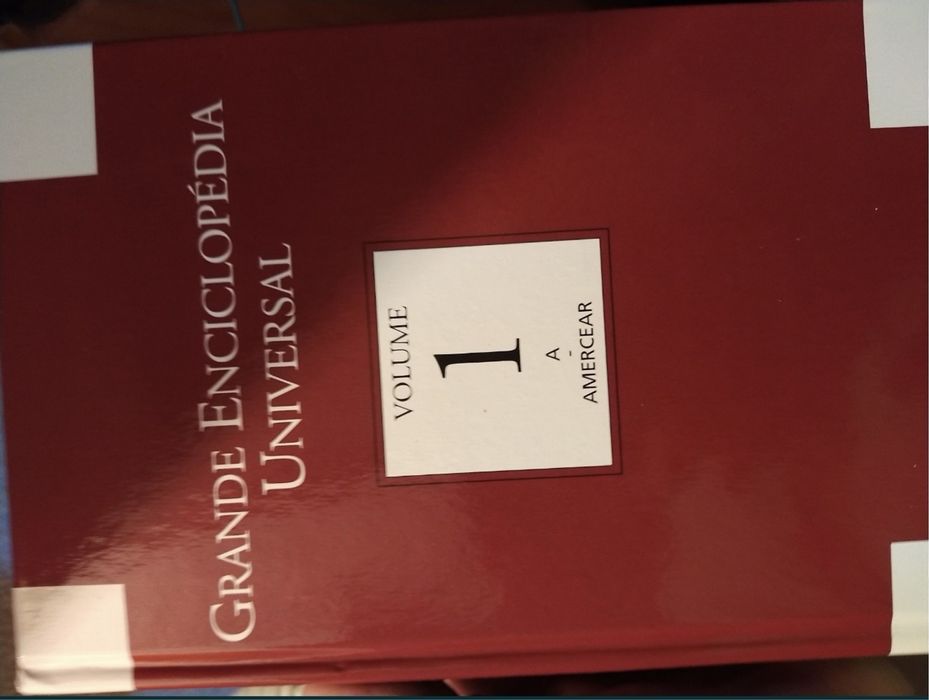 GRANDE ENCICLOPÉDIA
UNIVERSAL
VOLUME
1
A
-
AMERCEAR